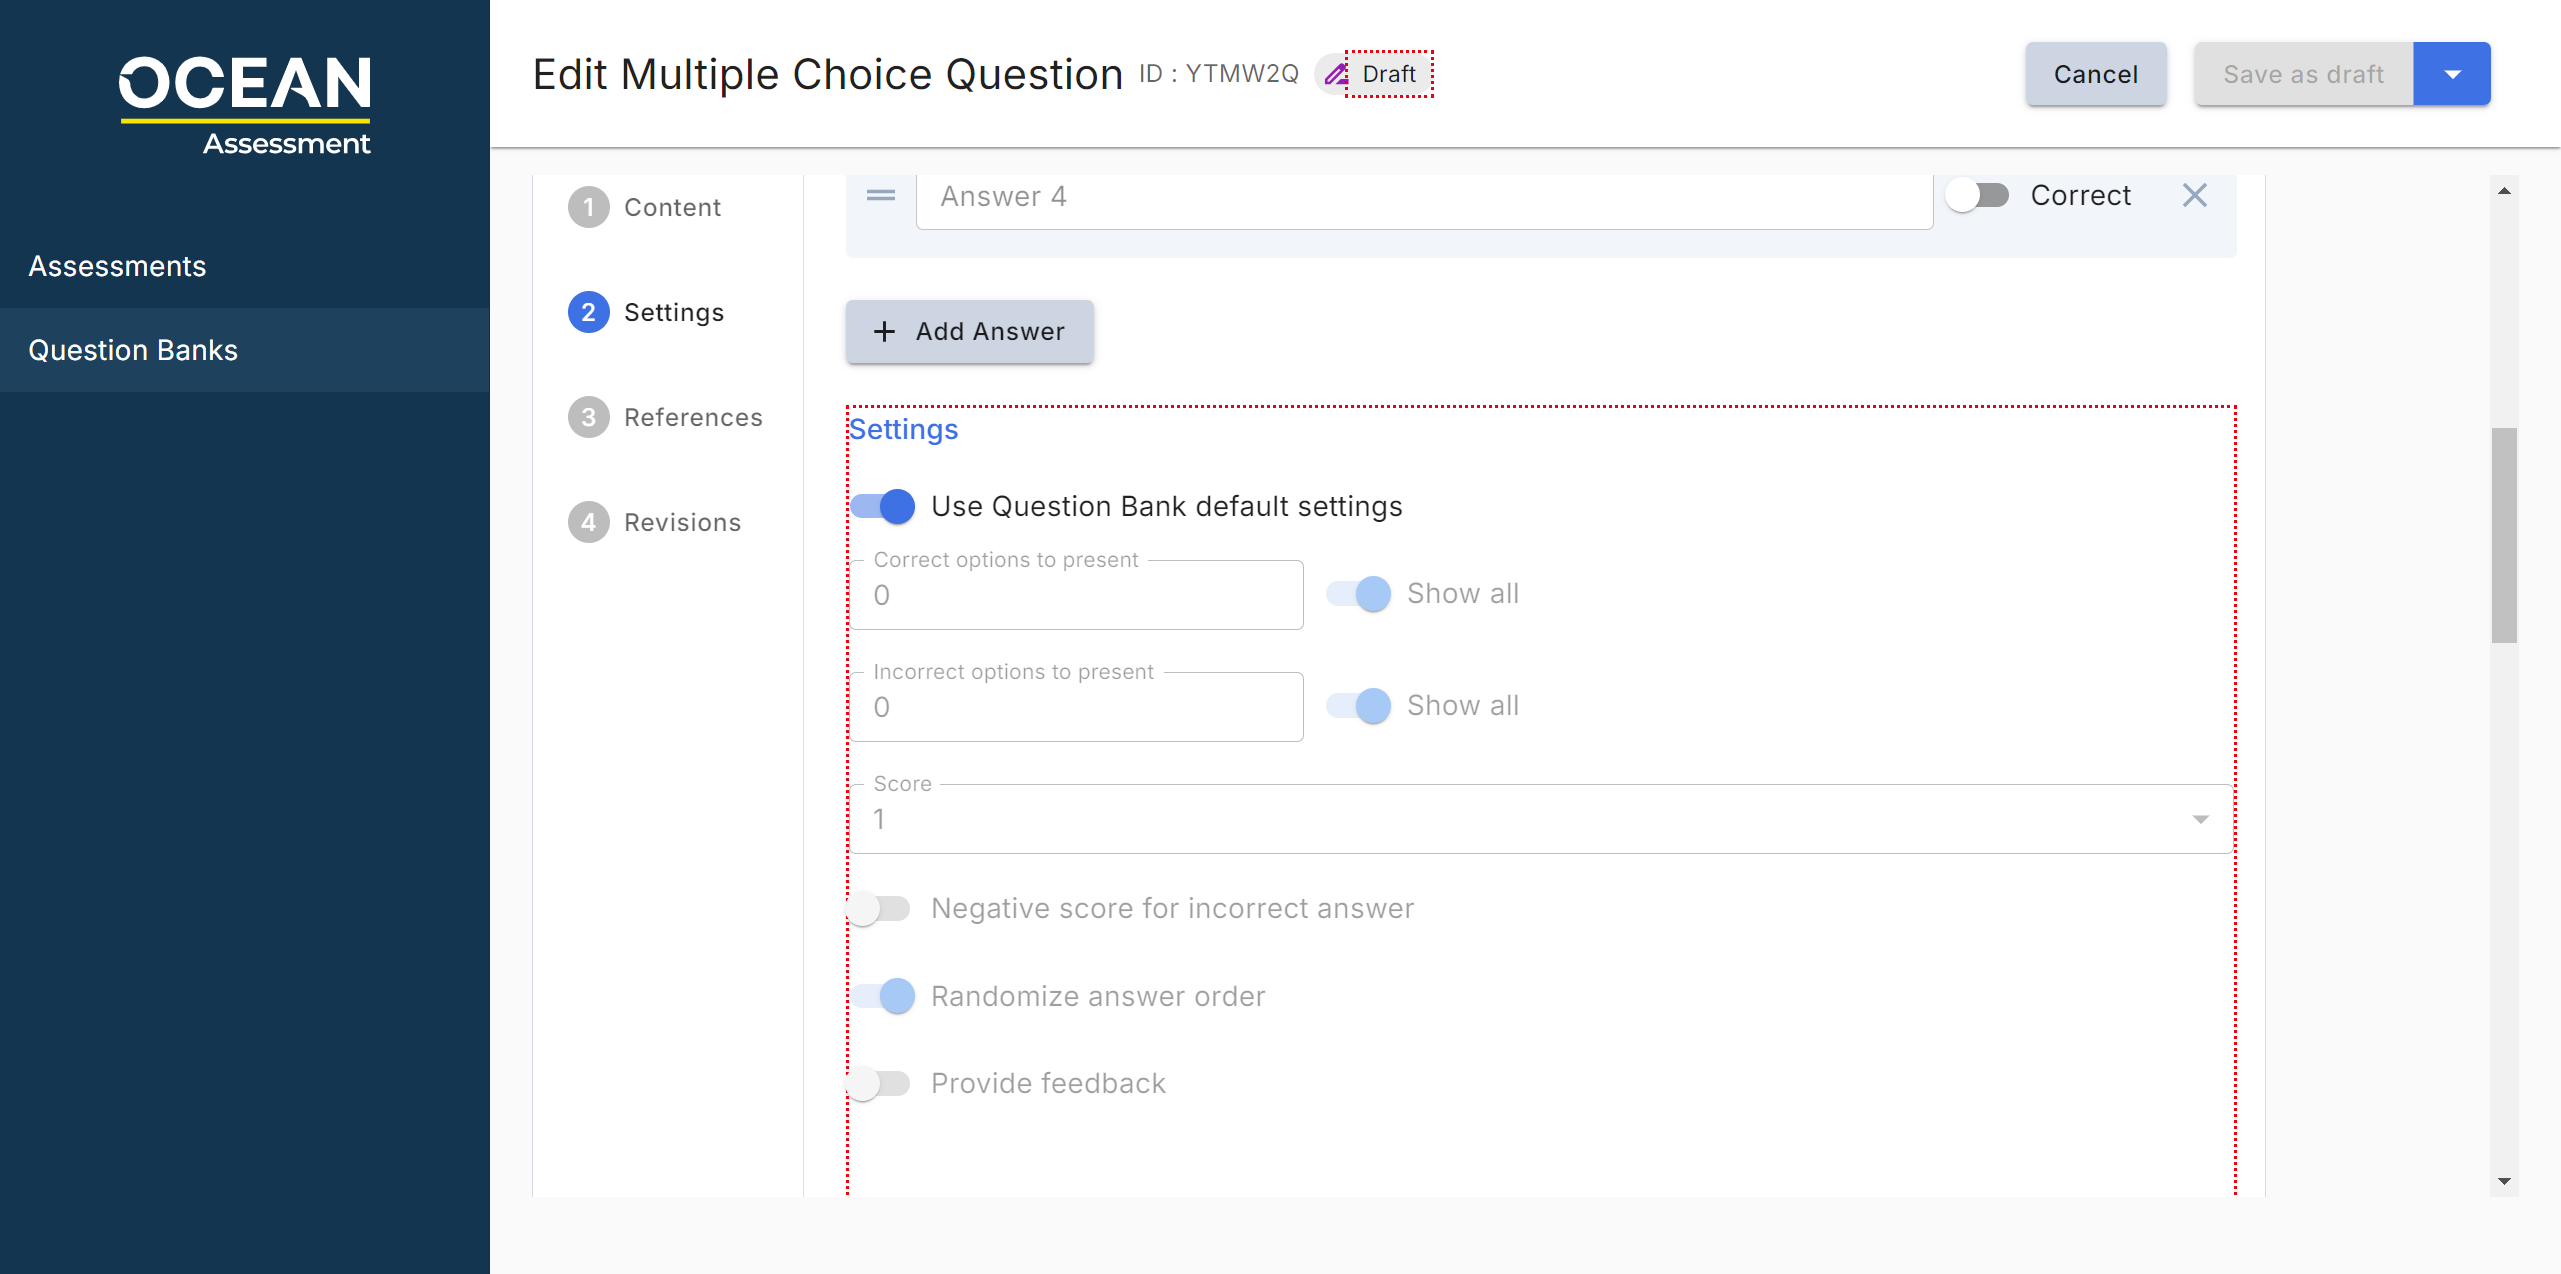 OCEAN
Assessment
Assessments
Question Banks
Edit Multiple Choice Question ID : YTMW2Q Draft
Cancel
Save as draft
1 Content
2 Settings
3 References
4 Revisions
Answer 4
Correct
+ Add Answer
Settings
Use Question Bank default settings
Correct options to present
0
Show all
Incorrect options to present
0
Show all
Score
1
Negative score for incorrect answer
Randomize answer order
Provide feedback